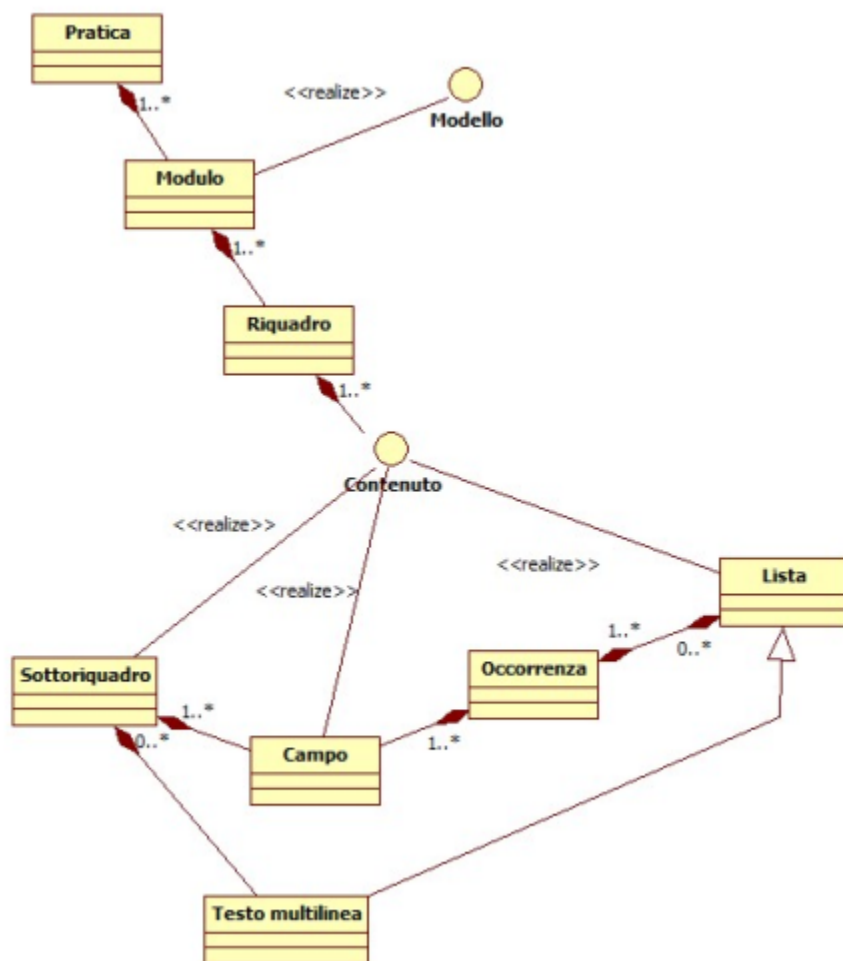 Pratica
1..*
<<realize>>
Modello
Modulo
1..*
Riquadro
1..*
Contenuto
<<realize>>
<<realize>>
<<realize>>
Lista
1..*
0..*
Sottoriquadro
Occorrenza
1..*
0..*
Campo
1..*
Testo multilinea